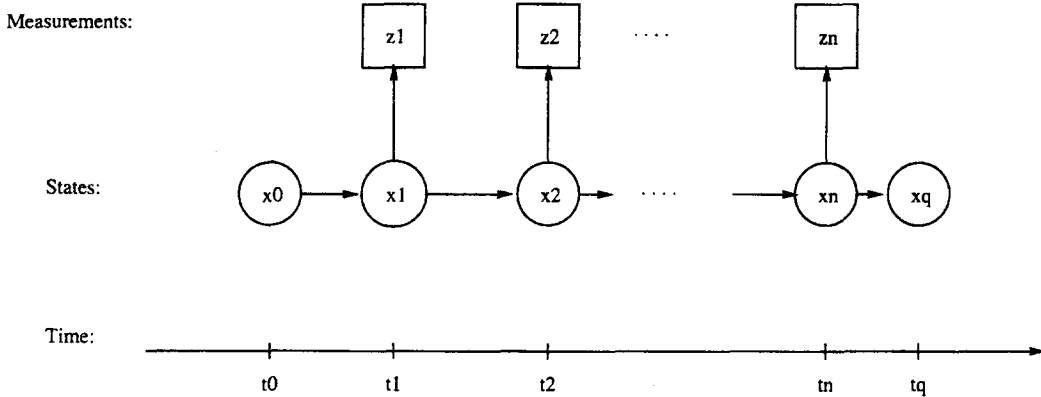 Measurements: z1 z2 .... zn
States: x0 x1 x2 .... xn xq
Time:
t0 t1 t2 tn tq